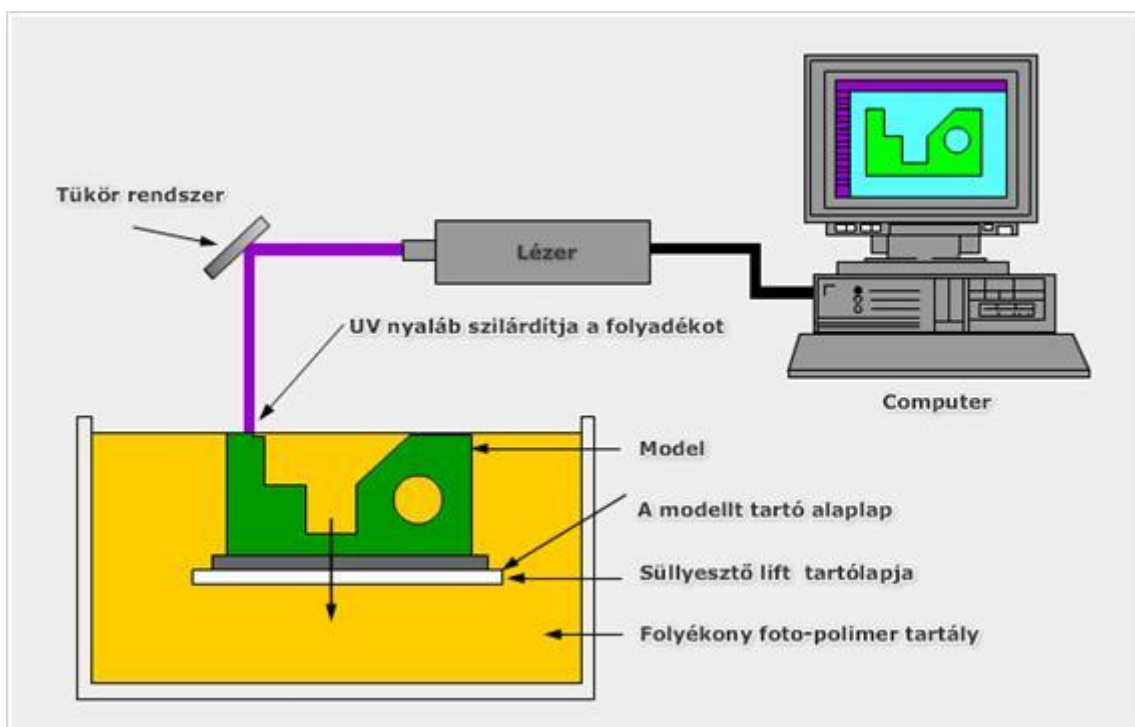 Tükör rendszer
Lézer
UV nyaláb szilárdítja a folyadékot
Computer
Model
A modellt tartó alaplap
Süllyesztő lift tartólapja
Folyékony foto-polimer tartály